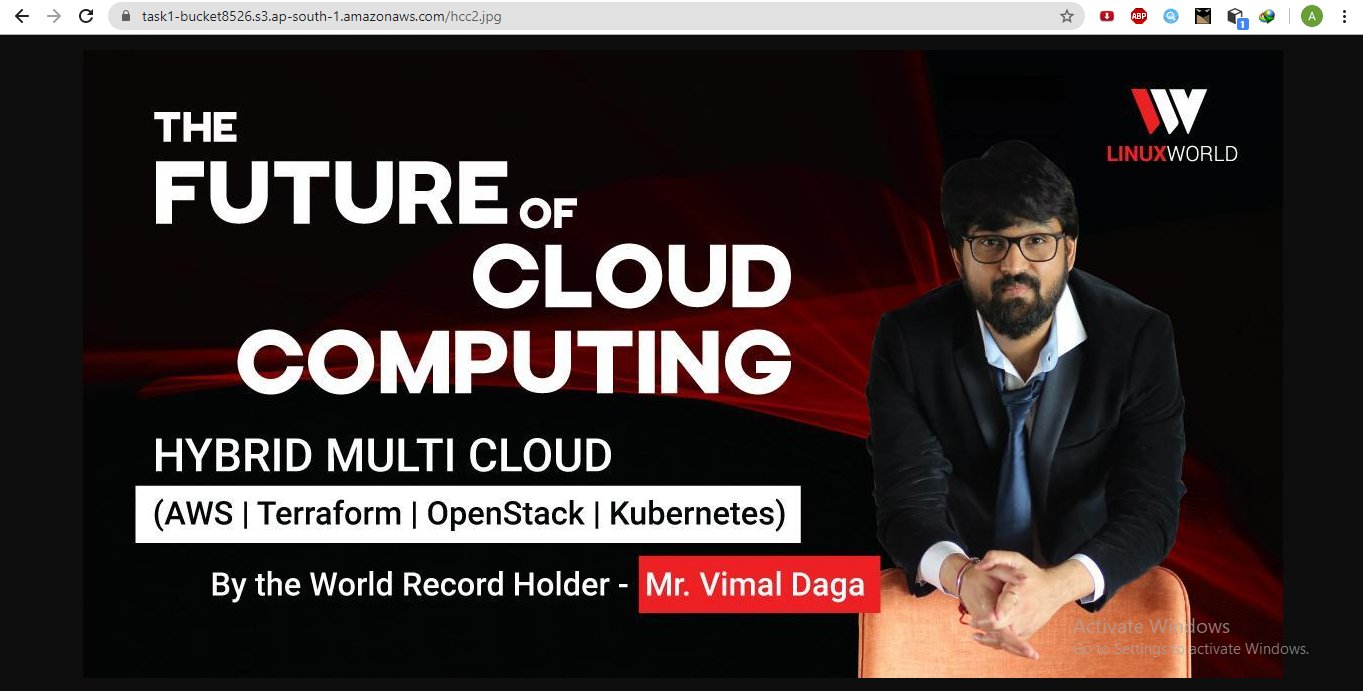 task1-bucket8526.s3.ap-south-1.amazonaws.com/hcc2.jpg
ABP
1
A
THE
FUTURE OF
CLOUD
COMPUTING
LINUXWORLD
HYBRID MULTI CLOUD
(AWS | Terraform | OpenStack | Kubernetes)
By the World Record Holder - Mr. Vimal Daga
Activate Windows
Go to Settings to activate Windows.